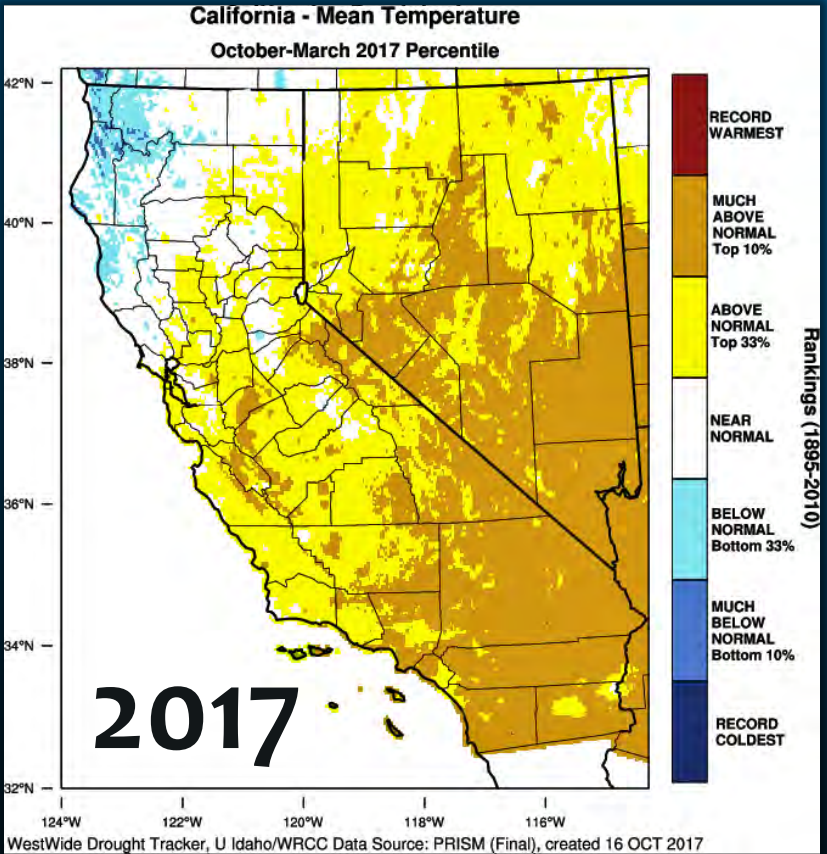 California - Mean Temperature
October-March 2017 Percentile
42°N
40°N
38°N
36°N
34°N
32°N
124°W
122°W
120°W
118°W
116°W
RECORD
WARMEST
MUCH
ABOVE
NORMAL
Top 10%
ABOVE
NORMAL
Top 33%
NEAR
NORMAL
BELOW
NORMAL
Bottom 33%
MUCH
BELOW
NORMAL
Bottom 10%
RECORD
COLDEST
Rankings (1895-2010)
2017
WestWide Drought Tracker, U Idaho/WRCC Data Source: PRISM (Final), created 16 OCT 2017